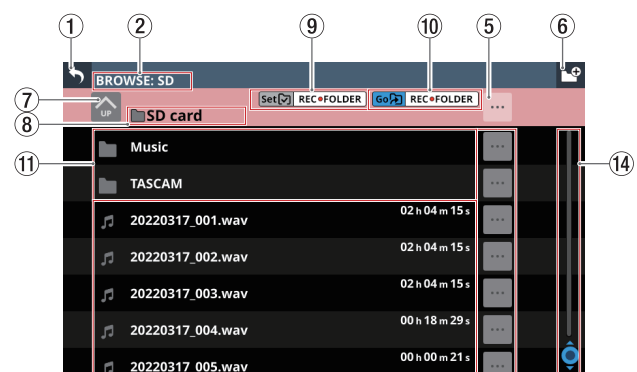 ① ② ⑨ ⑩ ⑤ ⑥
BROWSE: SD
⑦ UP Set REC●FOLDER Go REC●FOLDER ...
⑧ SD card
⑪ Music ... ⑭
TASCAM ...
20220317_001.wav 02 h 04 m 15 s ...
20220317_002.wav 02 h 04 m 15 s ...
20220317_003.wav 02 h 04 m 15 s ...
20220317_004.wav 00 h 18 m 29 s ...
20220317_005.wav 00 h 00 m 21 s ...